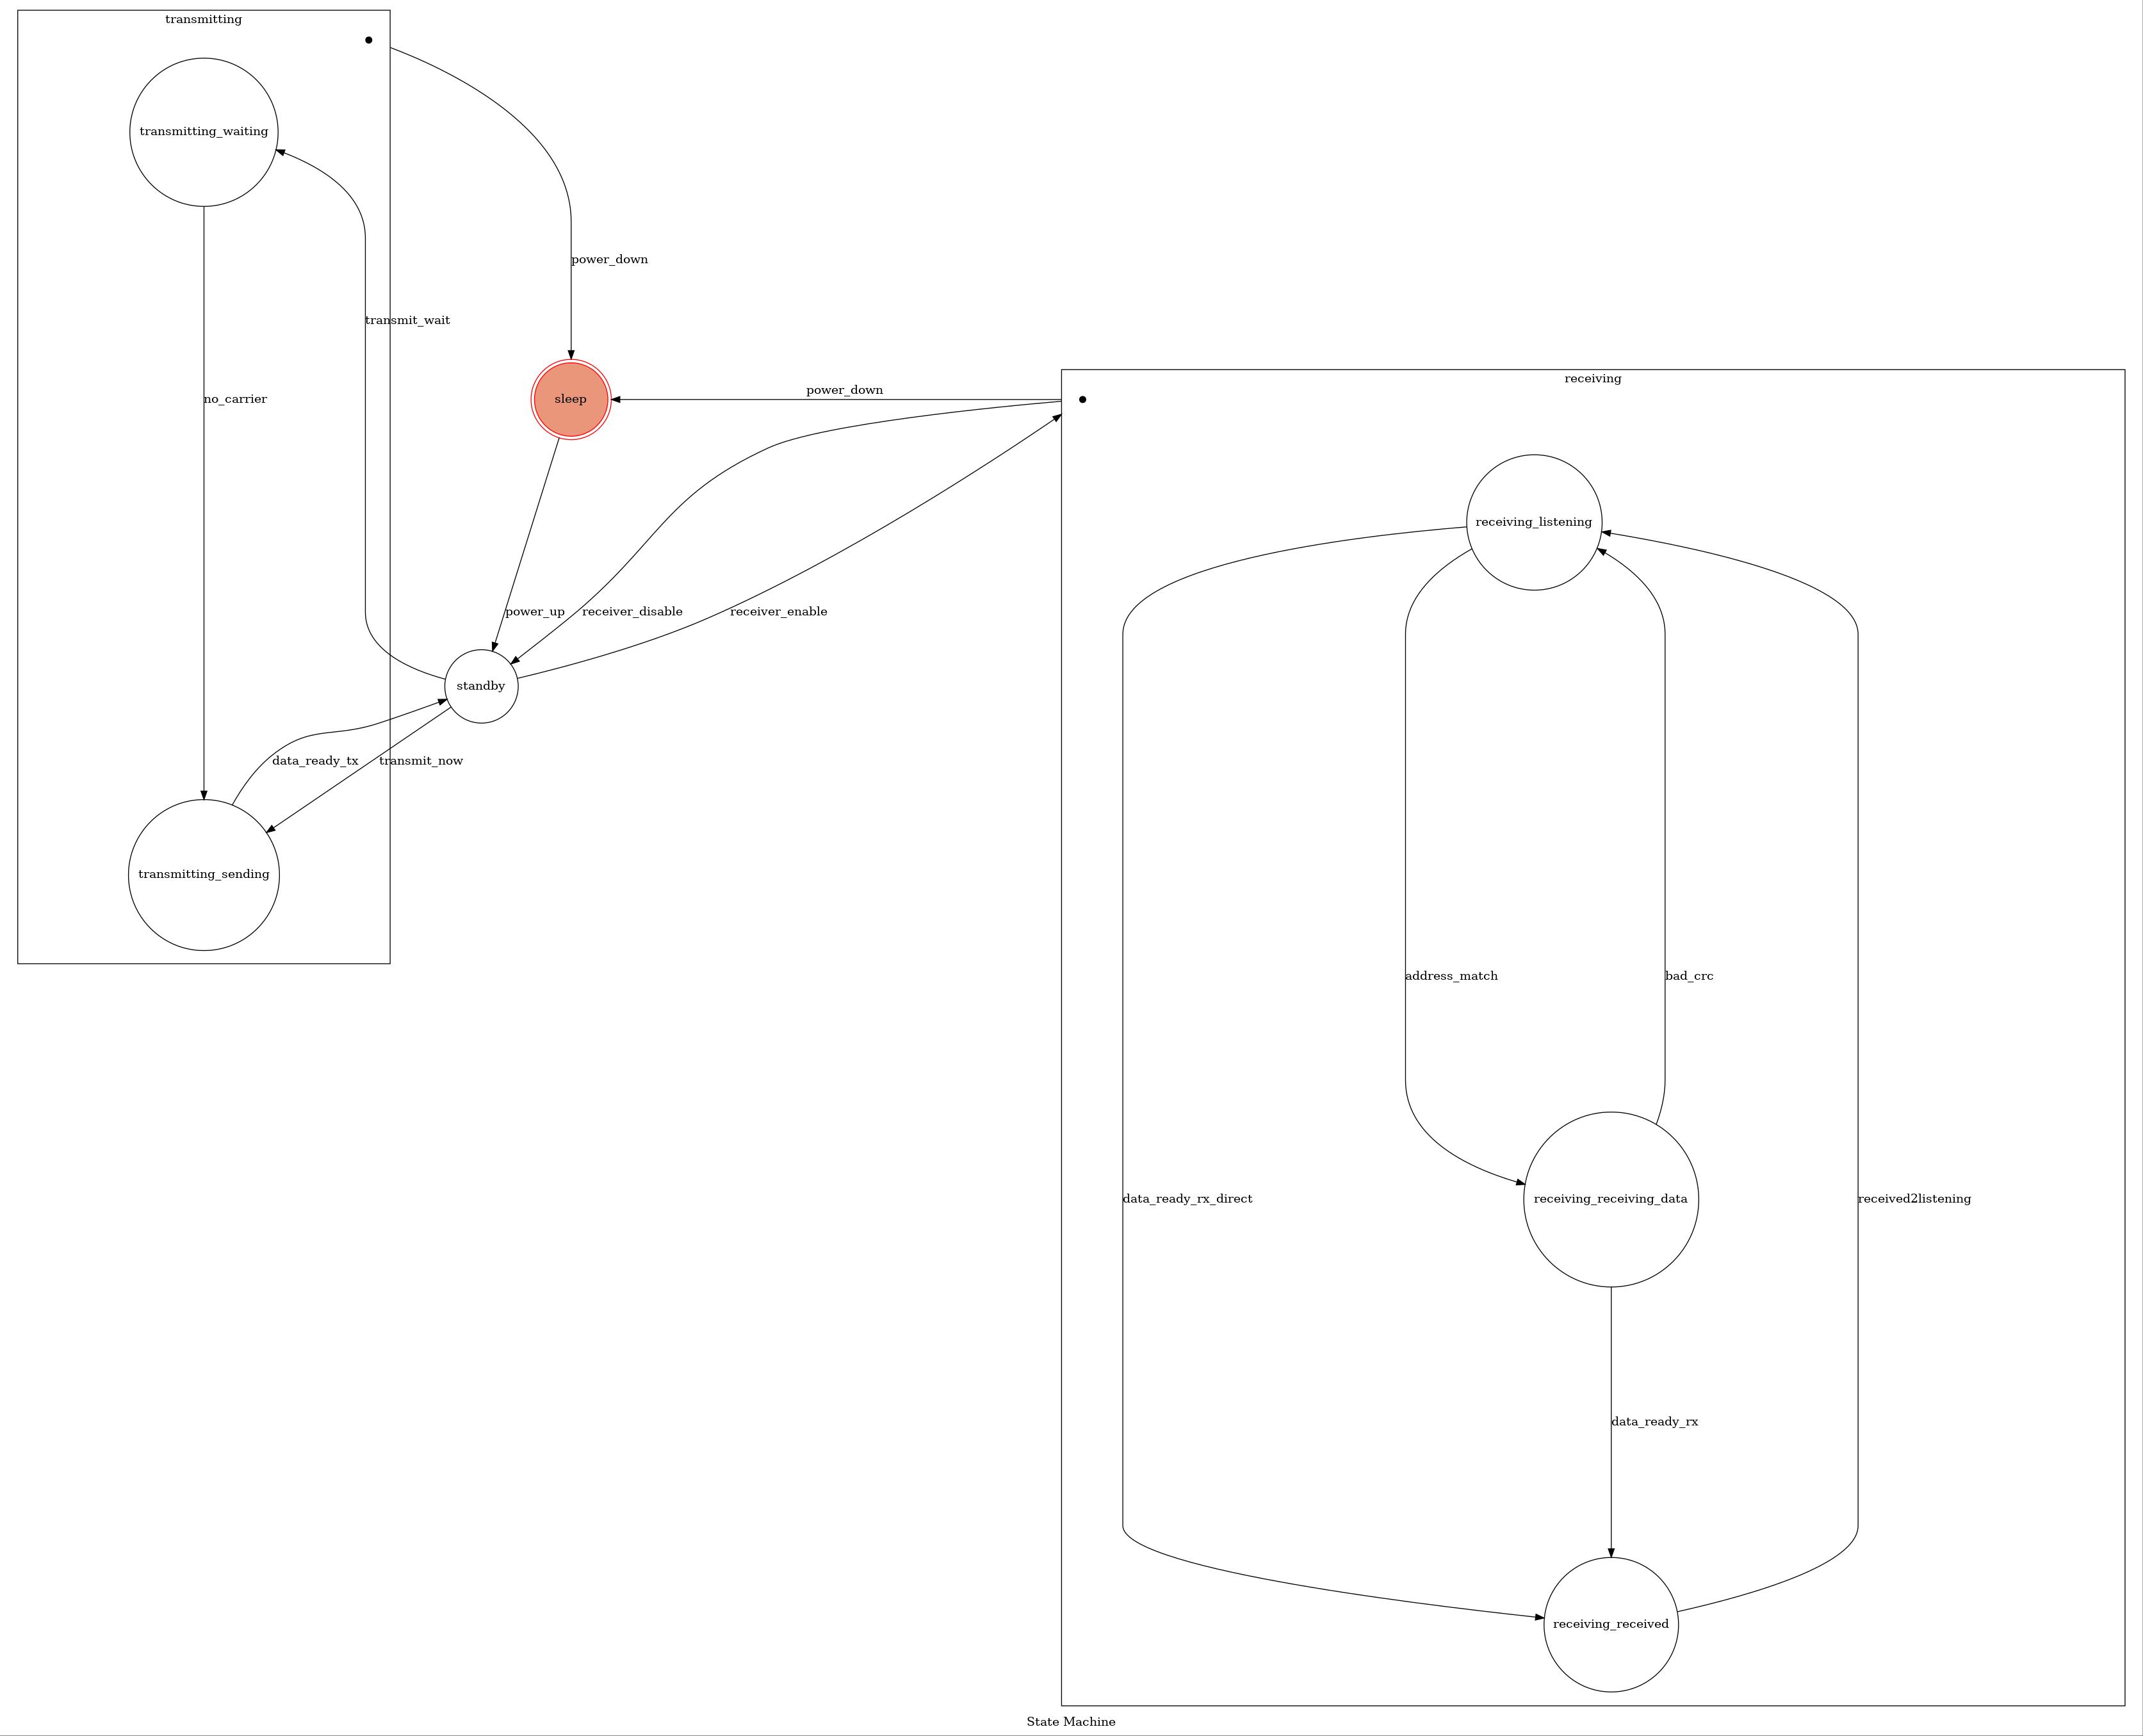 transmitting
transmitting_waiting
power_down
transmit_wait
receiving
power_down
no_carrier
sleep
receiving_listening
power_up
receiver_disable
receiver_enable
standby
data_ready_tx
transmit_now
transmitting_sending
address_match
bad_crc
data_ready_rx_direct
receiving_receiving_data
received2listening
data_ready_rx
receiving_received
State Machine